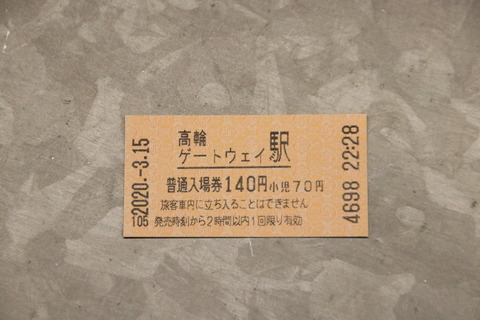 高輪
ゲートウェイ駅
普通入場券140円小児70円
旅客車内に立ち入ることはできません
発売時刻から2時間以内1回限り有効
2020.-3.15
105
4698 22:28